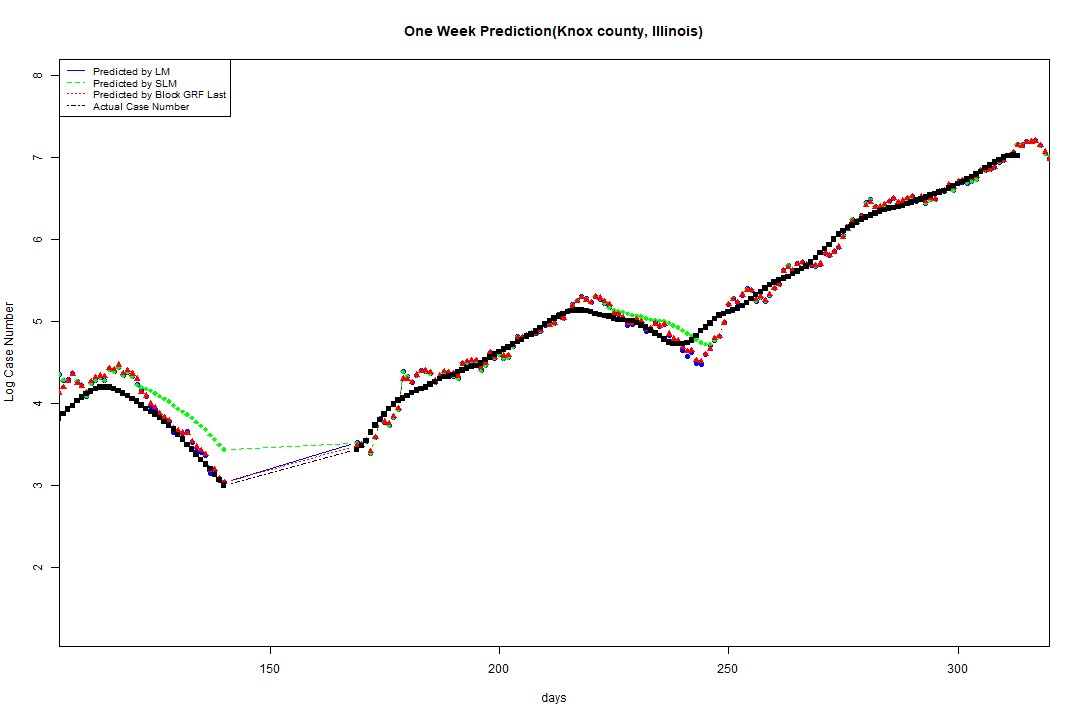 One Week Prediction(Knox county, Illinois)
Predicted by LM
Predicted by SLM
Predicted by Block GRF Last
Actual Case Number
8
7
6
5
4
3
2
Log Case Number
150 200 250 300
days